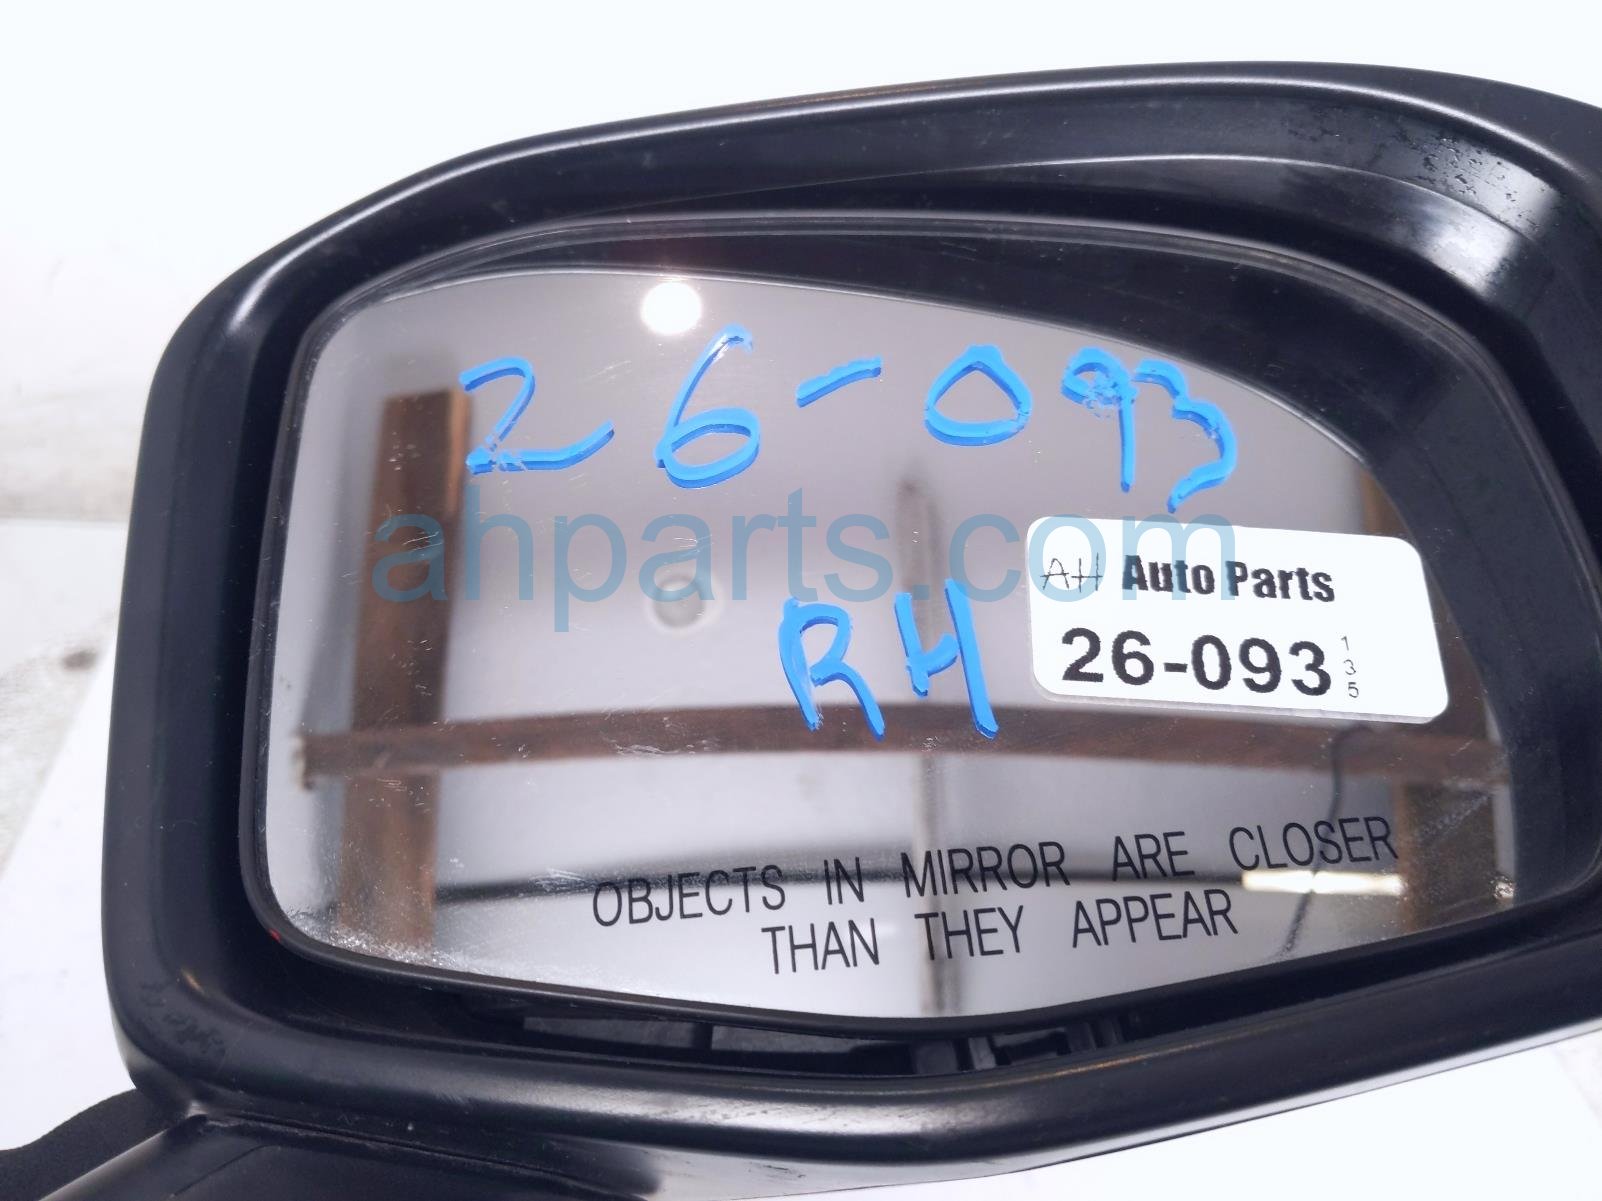 26-093
ahparts.com
RH
AH Auto Parts
26-093
1
3
5
OBJECTS IN MIRROR ARE CLOSER
THAN THEY APPEAR